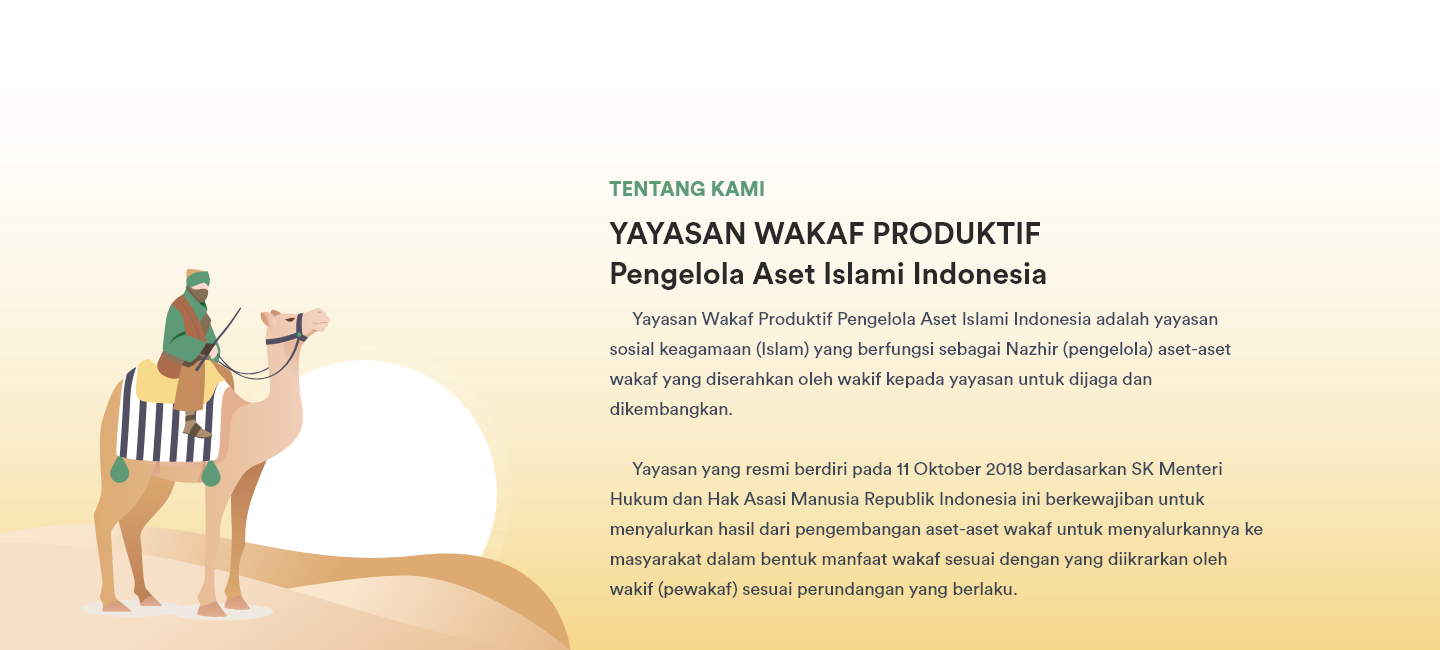 TENTANG KAMI
YAYASAN WAKAF PRODUKTIF
Pengelola Aset Islami Indonesia
Yayasan Wakaf Produktif Pengelola Aset Islami Indonesia adalah yayasan
sosial keagamaan (Islam) yang berfungsi sebagai Nazhir (pengelola) aset-aset
wakaf yang diserahkan oleh wakif kepada yayasan untuk dijaga dan
dikembangkan.
Yayasan yang resmi berdiri pada 11 Oktober 2018 berdasarkan SK Menteri
Hukum dan Hak Asasi Manusia Republik Indonesia ini berkewajiban untuk
menyalurkan hasil dari pengembangan aset-aset wakaf untuk menyalurkannya ke
masyarakat dalam bentuk manfaat wakaf sesuai dengan yang diikrarkan oleh
wakif (pewakaf) sesuai perundangan yang berlaku.